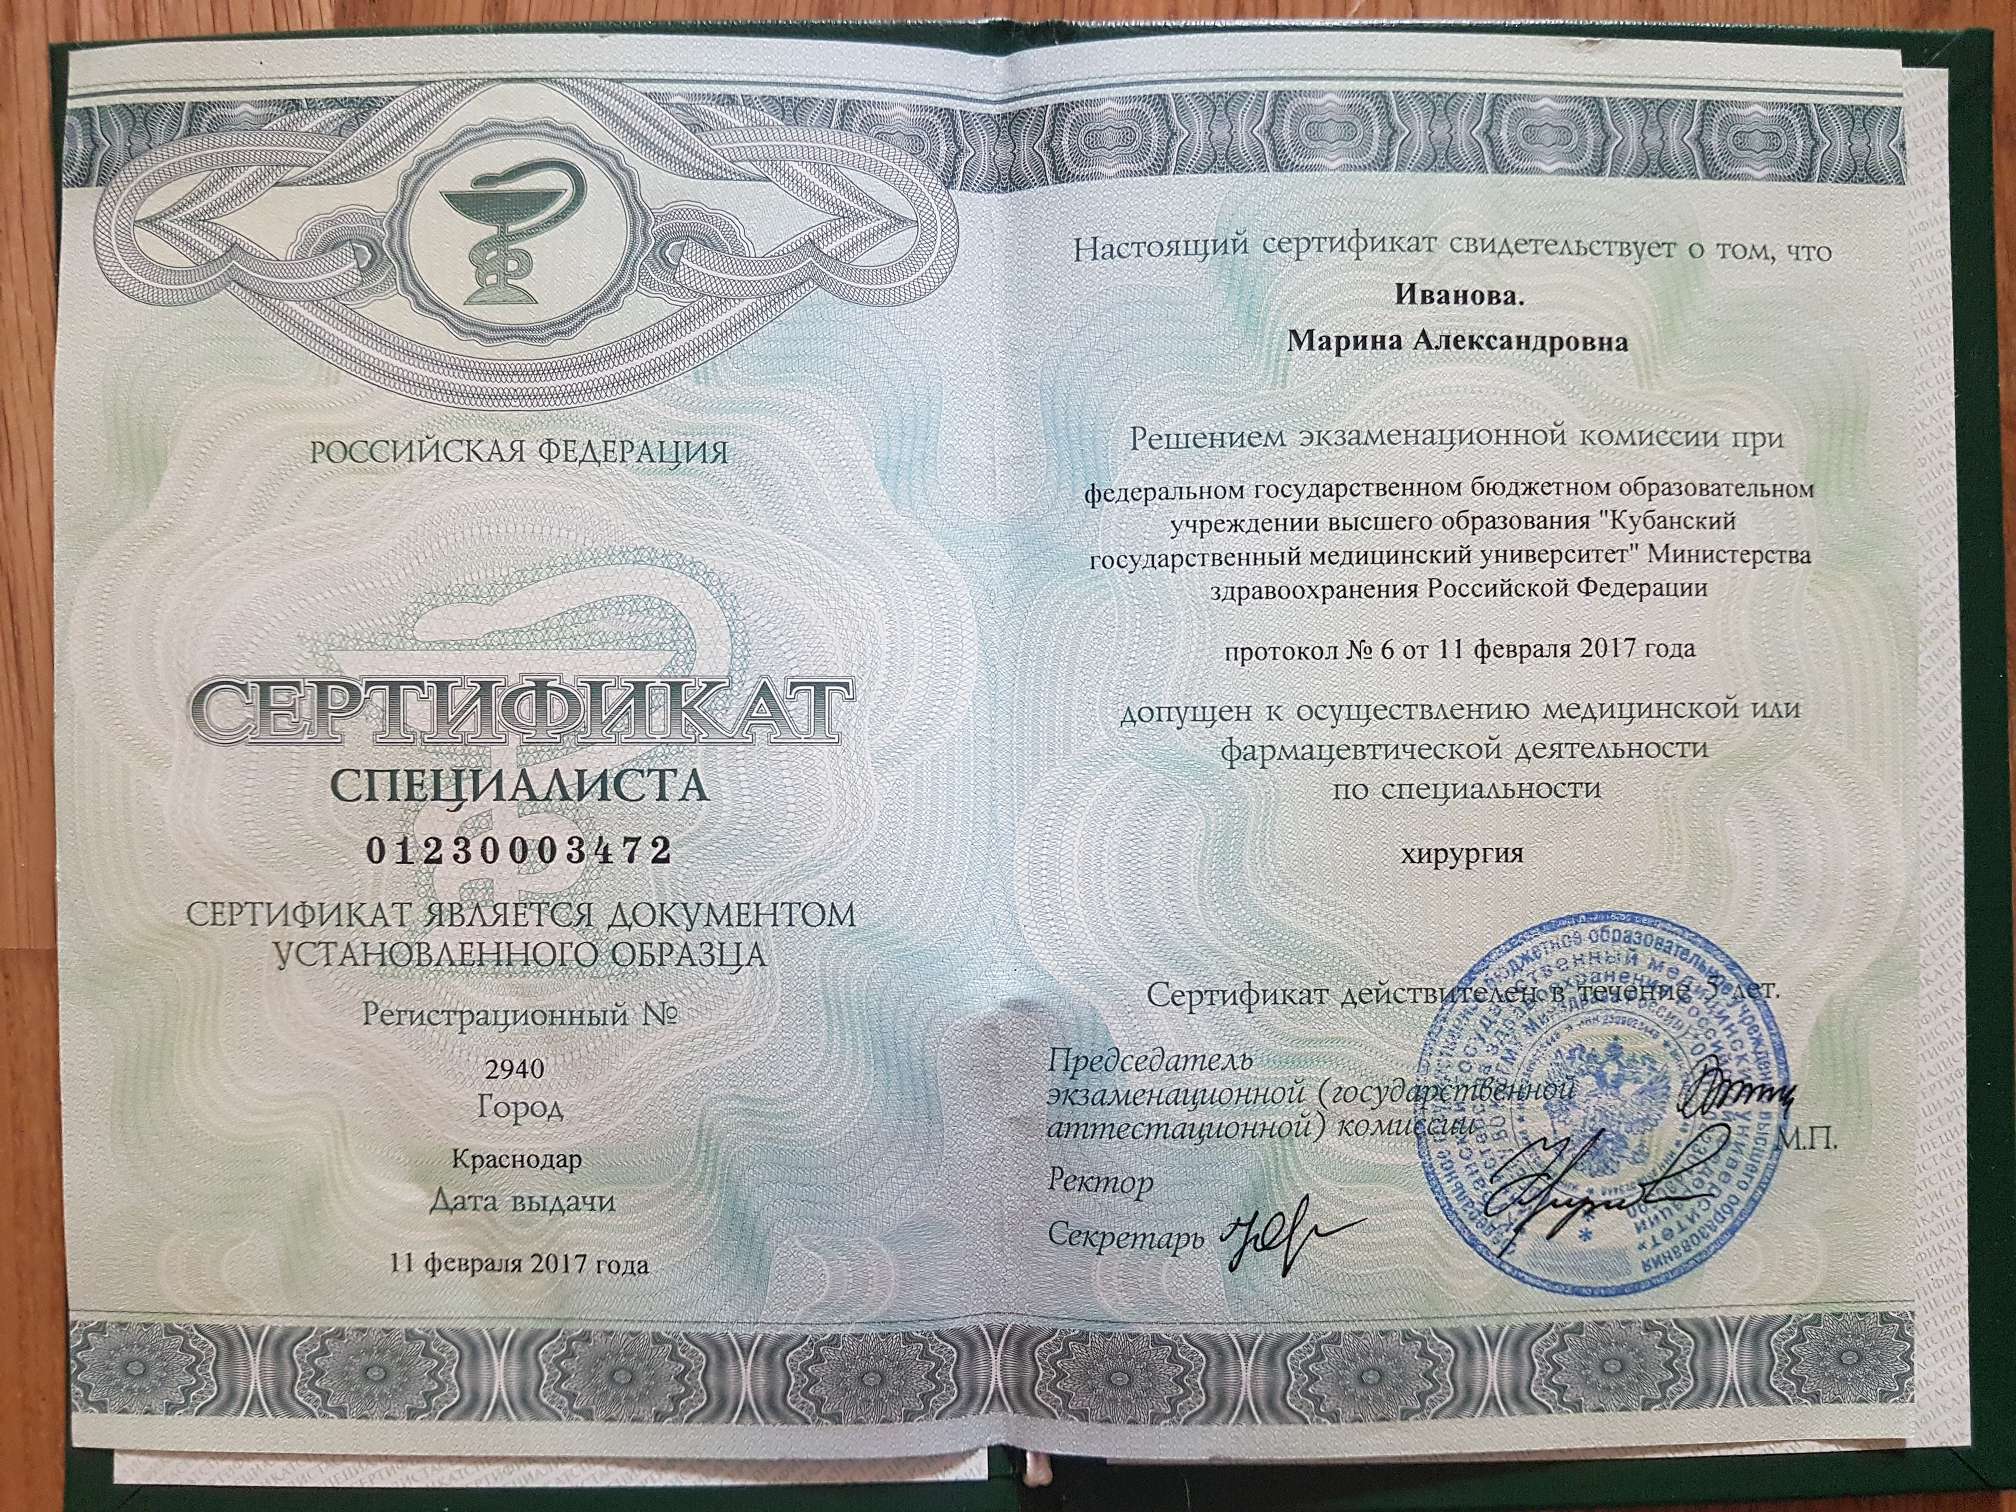 РОССИЙСКАЯ ФЕДЕРАЦИЯ
СЕРТИФИКАТ
СПЕЦИАЛИСТА
01230003472
СЕРТИФИКАТ ЯВЛЯЕТСЯ ДОКУМЕНТОМ
УСТАНОВЛЕННОГО ОБРАЗЦА
Регистрационный №
2940
Город
Краснодар
Дата выдачи
11 февраля 2017 года
Настоящий сертификат свидетельствует о том, что
Иванова.
Марина Александровна
Решением экзаменационной комиссии при
федеральном государственном бюджетном образовательном
учреждении высшего образования "Кубанский
государственный медицинский университет" Министерства
здравоохранения Российской Федерации
протокол № 6 от 11 февраля 2017 года
допущен к осуществлению медицинской или
фармацевтической деятельности
по специальности
хирургия
Сертификат действителен в течение 5 лет.
Председатель
экзаменационной (государственной
аттестационной) комиссии
М.П.
Ректор
Секретарь